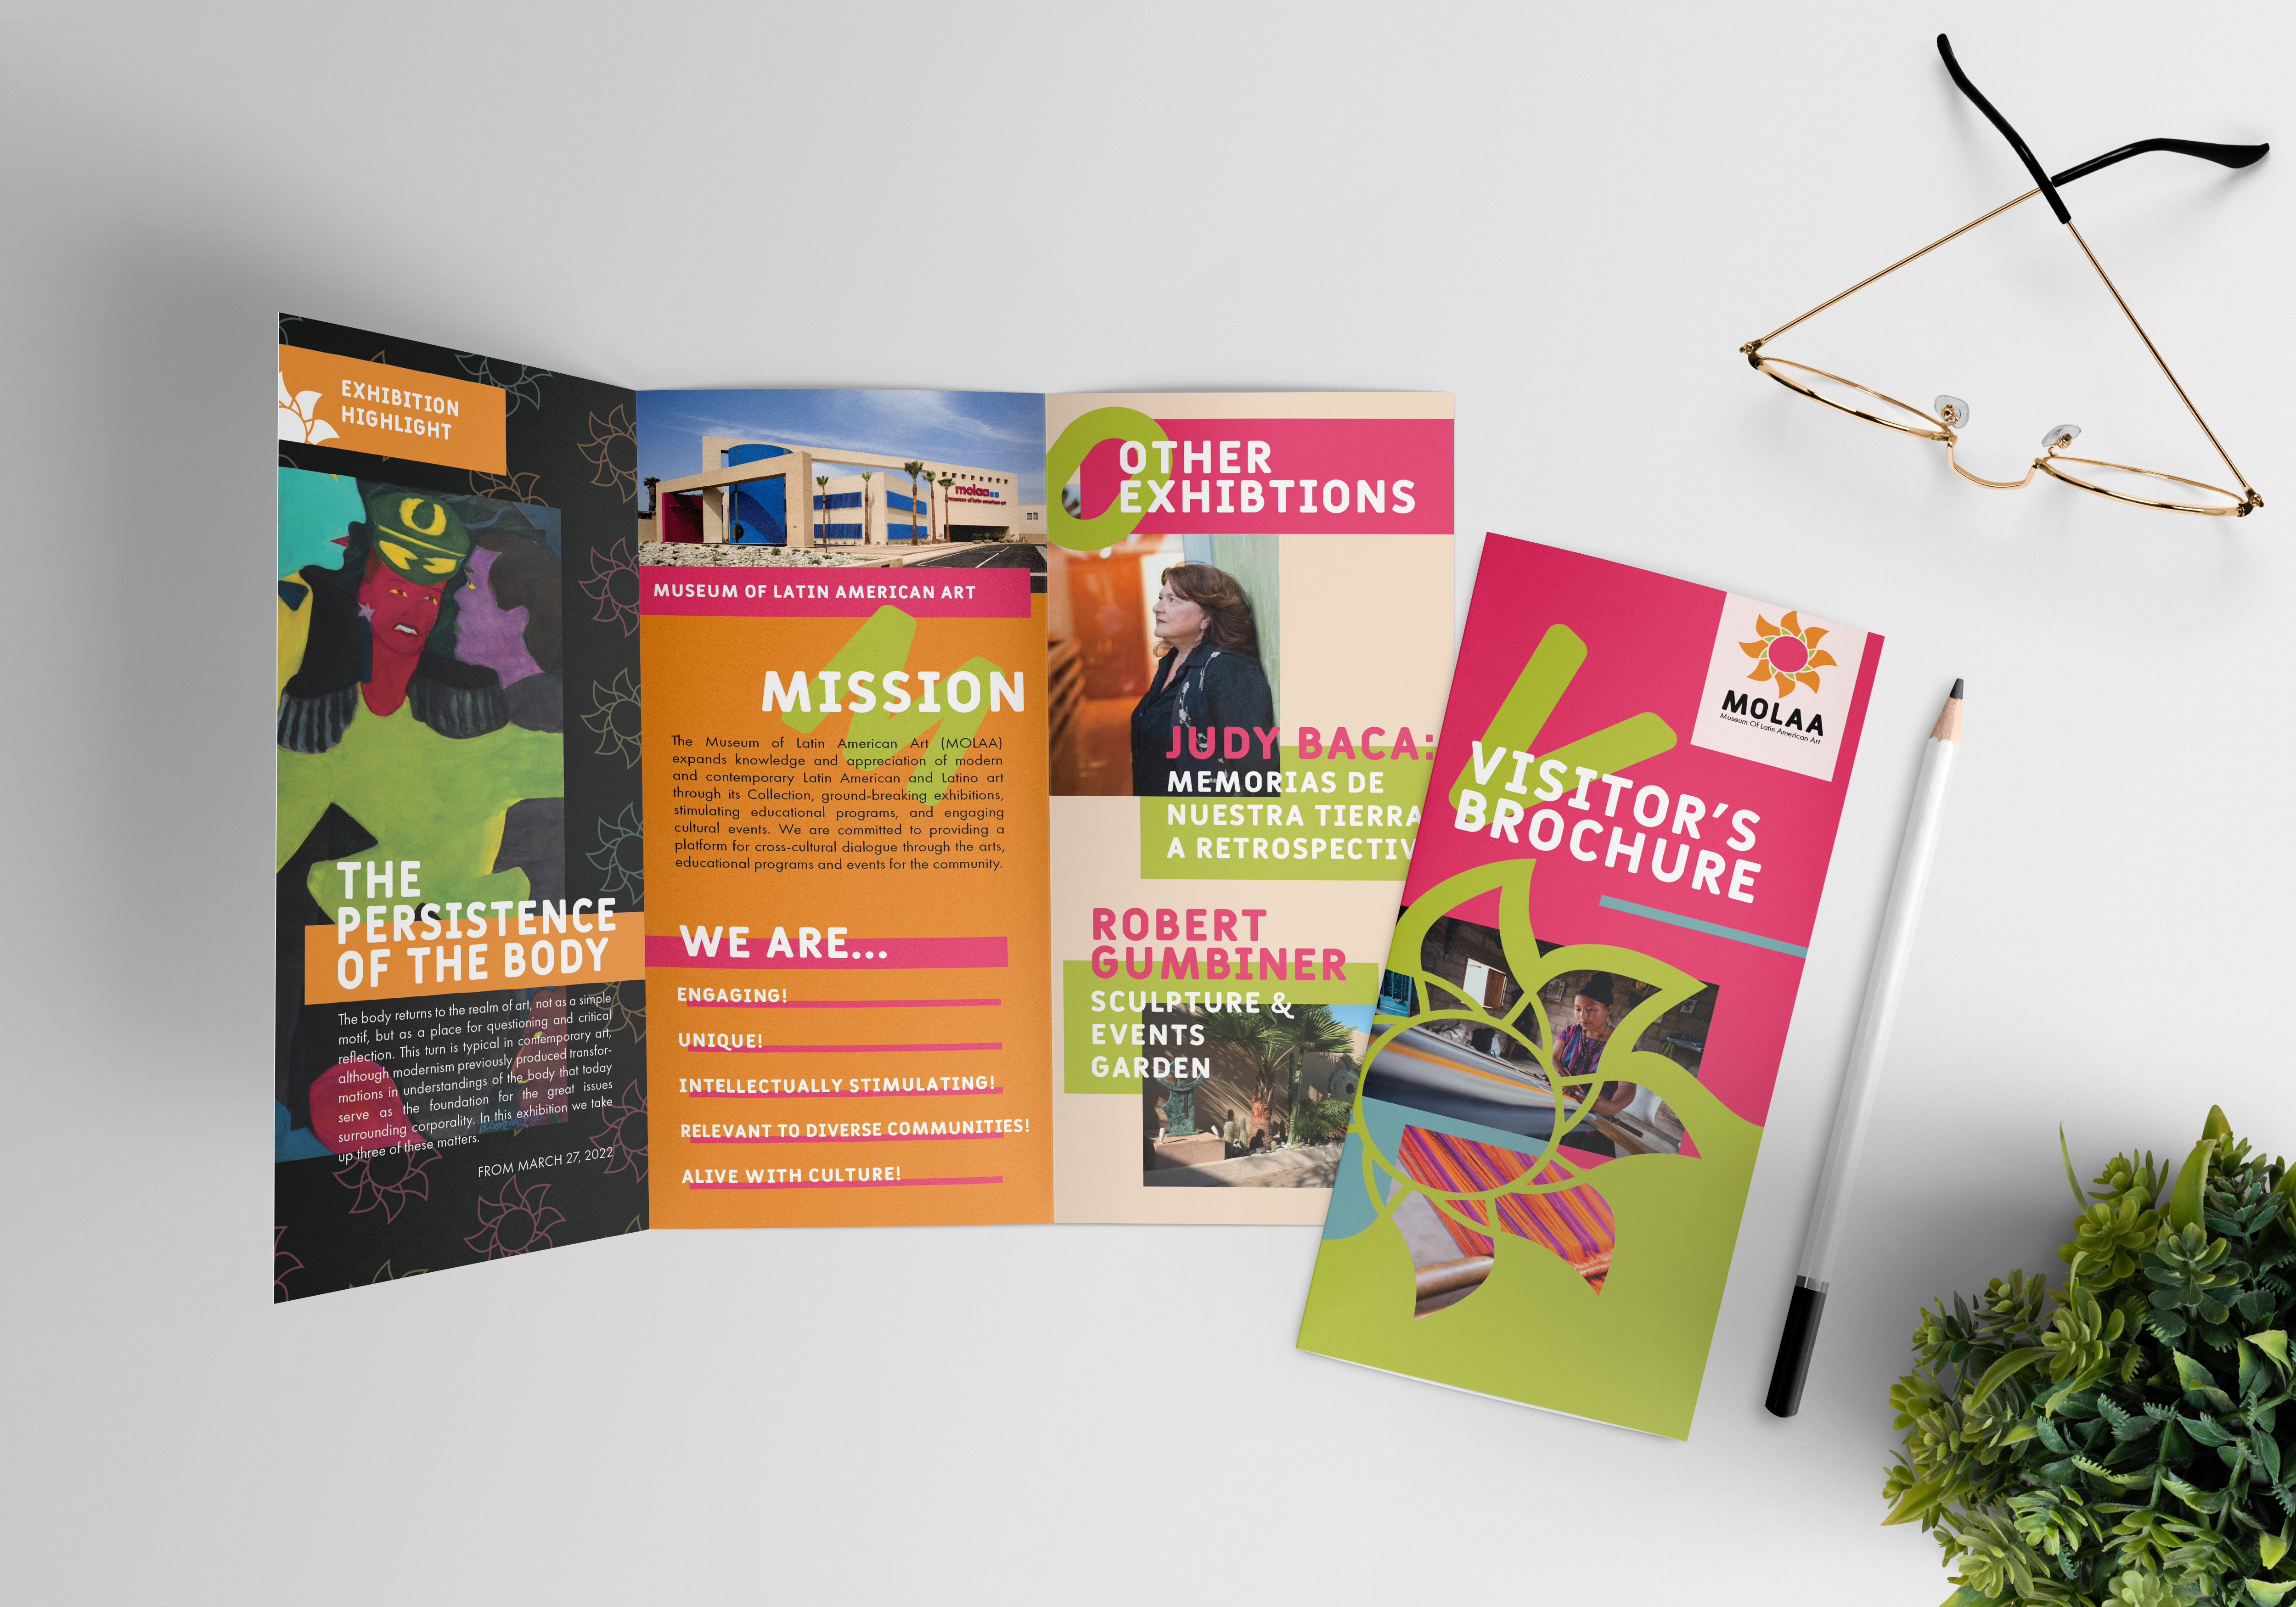 EXHIBITION
HIGHLIGHT
THE
PERSISTENCE
OF THE BODY
The body returns to the realm of art, not as a simple
motif, but as a place for questioning and critical
reflection. This turn is typical in contemporary art,
although modernism previously produced transfor-
mations in understandings of the body that today
serve as the foundation for the great issues
surrounding corporality. In this exhibition we take
up three of these matters.
FROM MARCH 27, 2022
molaa
museum of latin american art
MUSEUM OF LATIN AMERICAN ART
MISSION
The Museum of Latin American Art (MOLAA)
expands knowledge and appreciation of modern
and contemporary Latin American and Latino art
through its Collection, ground-breaking exhibitions,
stimulating educational programs, and engaging
cultural events. We are committed to providing a
platform for cross-cultural dialogue through the arts,
educational programs and events for the community.
WE ARE...
ENGAGING!
UNIQUE!
INTELLECTUALLY STIMULATING!
RELEVANT TO DIVERSE COMMUNITIES!
ALIVE WITH CULTURE!
OTHER
EXHIBTIONS
JUDY BACA:
MEMORIAS DE
NUESTRA TIERRA
A RETROSPECTIV
ROBERT
GUMBINER
SCULPTURE &
EVENTS
GARDEN
MOLAA
Museum Of Latin American Art
VISITOR'S
BROCHURE